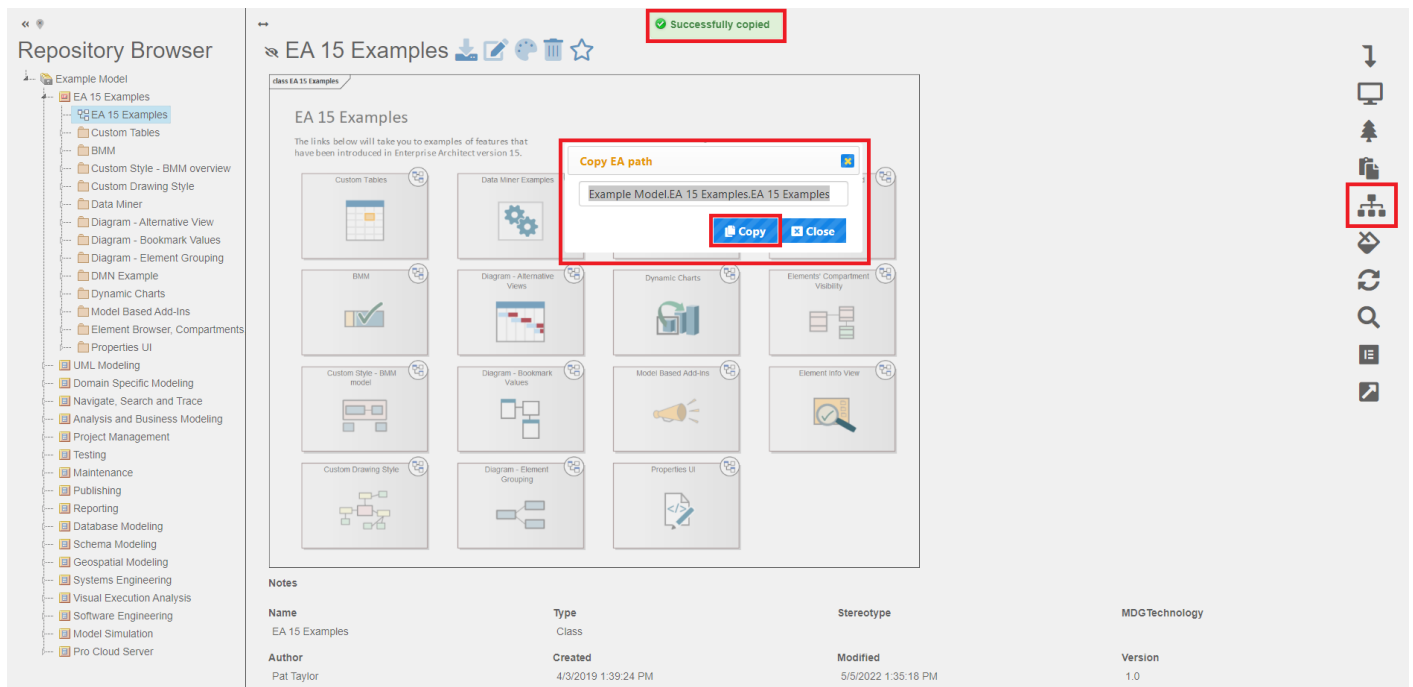 Successfully copied
Repository Browser
Example Model
EA 15 Examples
EA 15 Examples
Custom Tables
BMM
Custom Style - BMM overview
Custom Drawing Style
Data Miner
Diagram - Alternative View
Diagram - Bookmark Values
Diagram - Element Grouping
DMN Example
Dynamic Charts
Model Based Add-Ins
Element Browser, Compartments
Properties UI
UML Modeling
Domain Specific Modeling
Navigate, Search and Trace
Analysis and Business Modeling
Project Management
Testing
Maintenance
Publishing
Reporting
Database Modeling
Schema Modeling
Geospatial Modeling
Systems Engineering
Visual Execution Analysis
Software Engineering
Model Simulation
Pro Cloud Server
EA 15 Examples
class EA 15 Examples
EA 15 Examples
The links below will take you to examples of features that
have been introduced in Enterprise Architect version 15.
Copy EA path
Example Model.EA 15 Examples.EA 15 Examples
Copy
Close
Custom Tables
Data Miner Examples
BMM
Diagram - Alternative
Views
Dynamic Charts
Elements' Compartment
Visibility
Custom Style - BMM
model
Diagram - Bookmark
Values
Model Based Add-Ins
Element Info View
Custom Drawing Style
Diagram - Element
Grouping
Properties UI
Notes
Name Type Stereotype MDGTechnology
EA 15 Examples Class
Author Created Modified Version
Pat Taylor 4/3/2019 1:39:24 PM 5/5/2022 1:35:18 PM 1.0